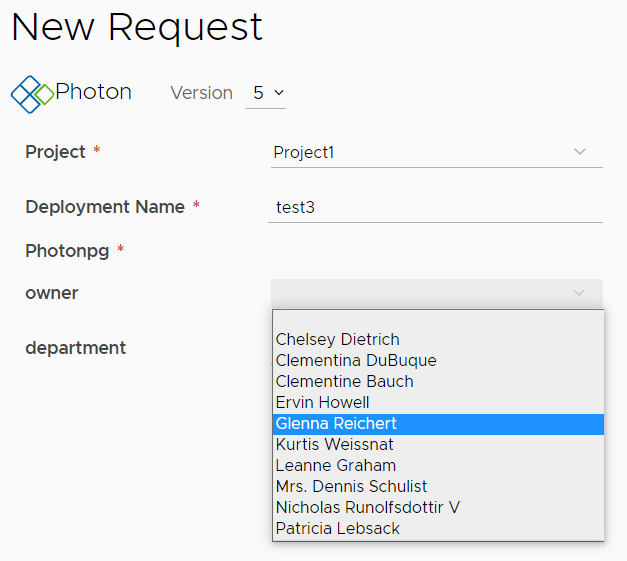 New Request
Photon Version 5
Project * Project1
Deployment Name * test3
Photonpg *
owner
department
Chelsey Dietrich
Clementina DuBuque
Clementine Bauch
Ervin Howell
Glenna Reichert
Kurtis Weissnat
Leanne Graham
Mrs. Dennis Schulist
Nicholas Runolfsdottir V
Patricia Lebsack